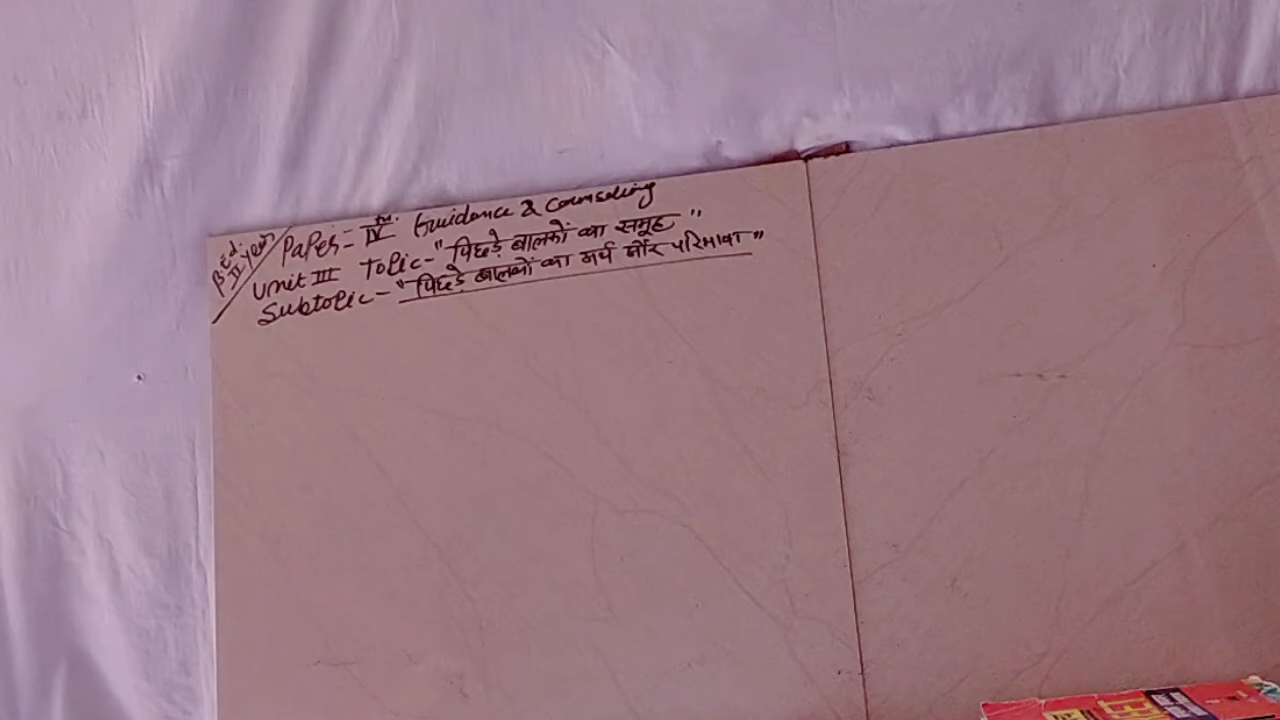 B.Ed.
II Year
Paper - IV th. Guidance & Counseling
Unit III Topic - "पिछड़े बालकों का समूह"
Subtopic - "पिछड़े बालकों का अर्थ और परिभाषा"